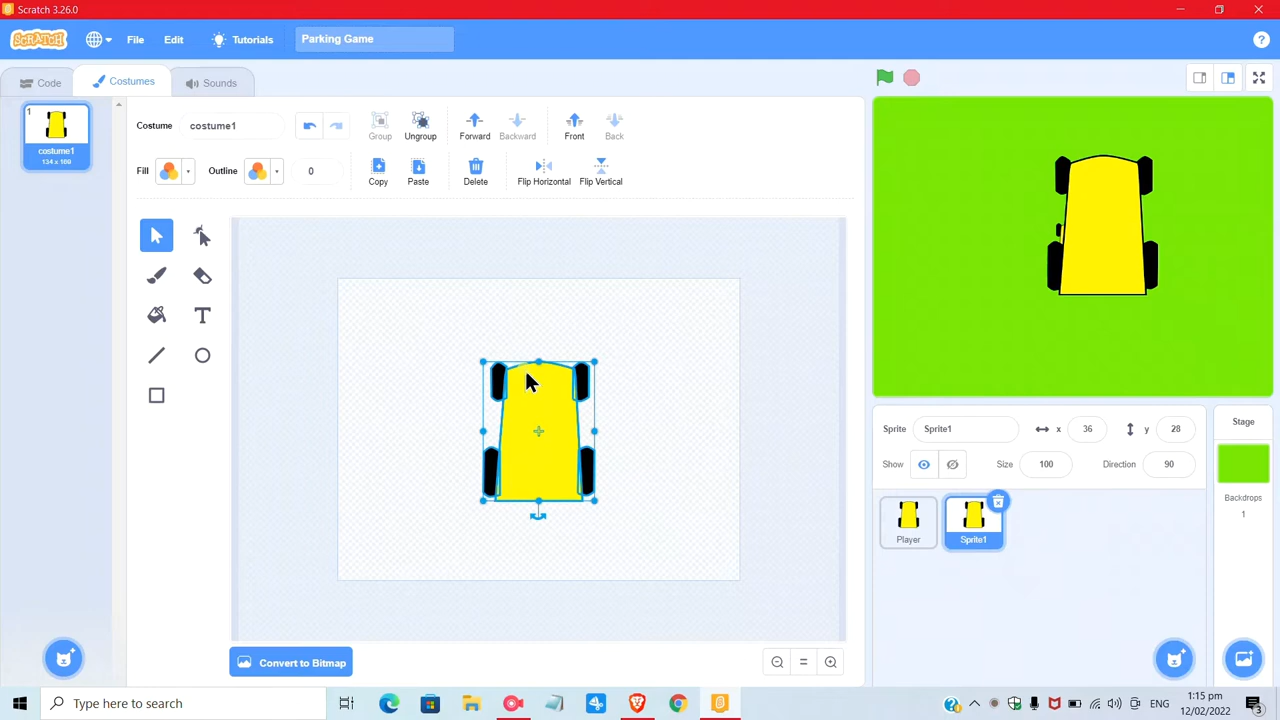 Scratch 3.26.0
SCRATCH
File
Edit
Tutorials
Parking Game
Code
Costumes
Sounds
1
costume1
134 x 169
Costume
costume1
Group
Ungroup
Forward
Backward
Front
Back
Fill
Outline
0
Copy
Paste
Delete
Flip Horizontal
Flip Vertical
Convert to Bitmap
Sprite
Sprite1
x
36
y
28
Show
Size
100
Direction
90
Player
Sprite1
Stage
Backdrops
1
Type here to search
ENG
1:15 pm
12/02/2022
3